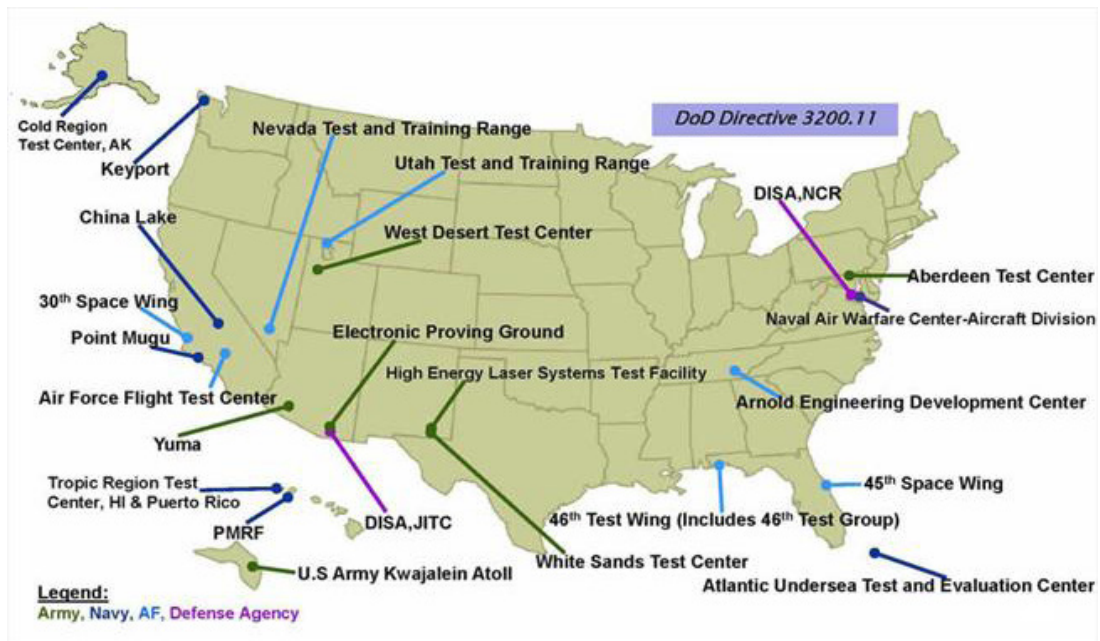 DoD Directive 3200.11
Cold Region
Test Center, AK
Keyport
Nevada Test and Training Range
Utah Test and Training Range
DISA,NCR
China Lake
West Desert Test Center
Aberdeen Test Center
30th Space Wing
Naval Air Warfare Center-Aircraft Division
Point Mugu
Electronic Proving Ground
High Energy Laser Systems Test Facility
Air Force Flight Test Center
Arnold Engineering Development Center
Yuma
Tropic Region Test
Center, HI & Puerto Rico
45th Space Wing
PMRF
DISA,JITC
46th Test Wing (Includes 46th Test Group)
White Sands Test Center
U.S Army Kwajalein Atoll
Atlantic Undersea Test and Evaluation Center
Legend:
Army, Navy, AF, Defense Agency